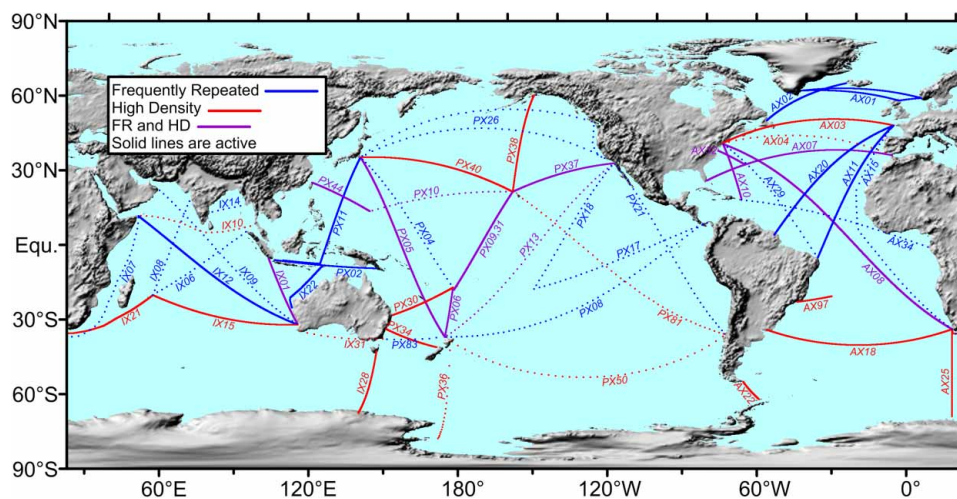 90°N
60°N
30°N
Equ.
30°S
60°S
90°S
60°E
120°E
180°
120°W
60°W
0°
Frequently Repeated
High Density
FR and HD
Solid lines are active
AX02
AX01
PX26
PX38
AX03
AX04
AX07
PX40
PX37
AX20
AX15
PX44
PX10
AX29
IX14
IX10
PX11
PX05
PX04
PX09,31
PX13
PX18
PX21
AX34
IX07
IX08
IX06
IX12
IX09
IX01
IX22
PX02
PX17
AX08
PX30
PX06
PX08
AX97
IX21
IX15
PX34
PX81
IX31
PX83
AX18
IX28
PX36
PX50
AX22
AX25